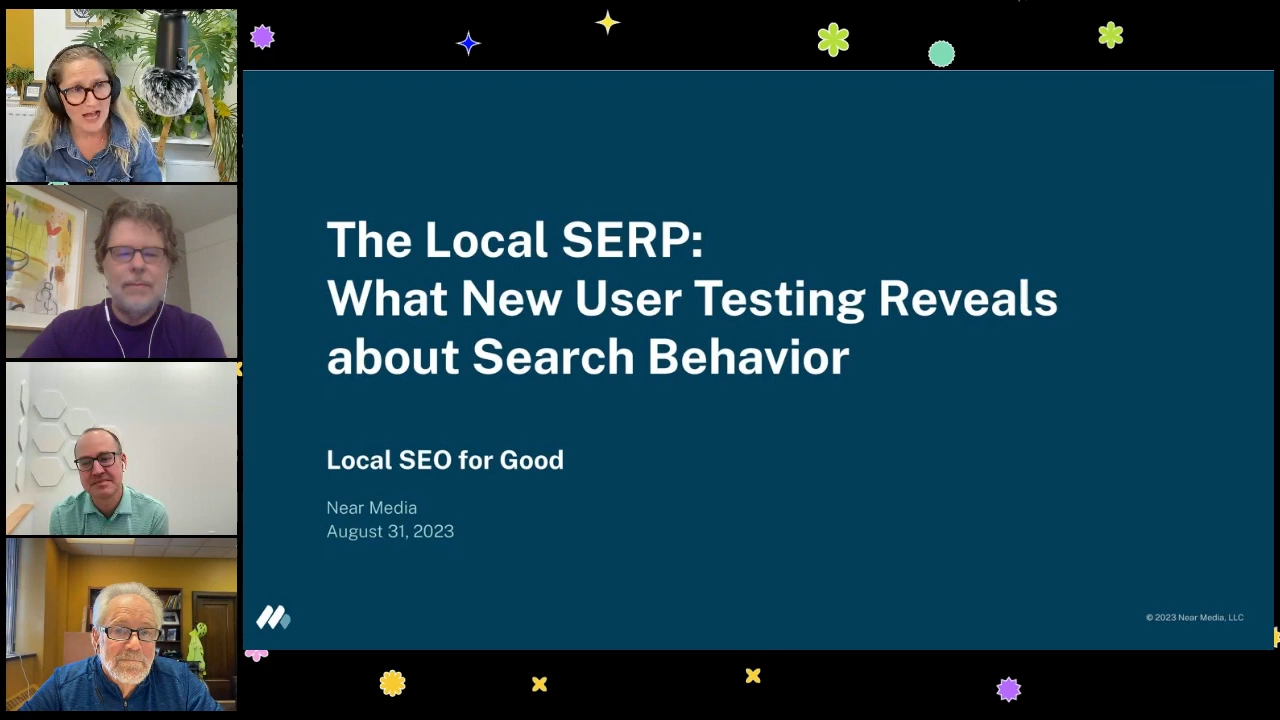 The Local SERP:
What New User Testing Reveals
about Search Behavior
Local SEO for Good
Near Media
August 31, 2023
© 2023 Near Media, LLC